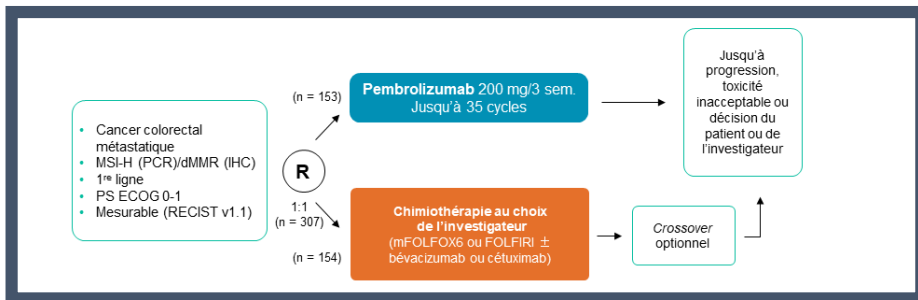 • Cancer colorectal
métastatique
• MSI-H (PCR)/dMMR (IHC)
• 1re ligne
• PS ECOG 0-1
• Mesurable (RECIST v1.1)
R
1:1
(n = 307)
(n = 153)
Pembrolizumab 200 mg/3 sem.
Jusqu'à 35 cycles
(n = 154)
Chimiothérapie au choix
de l'investigateur
(mFOLFOX6 ou FOLFIRI ±
bévacizumab ou cétuximab)
Crossover
optionnel
Jusqu'à
progression,
toxicité
inacceptable ou
décision du
patient ou de
l'investigateur